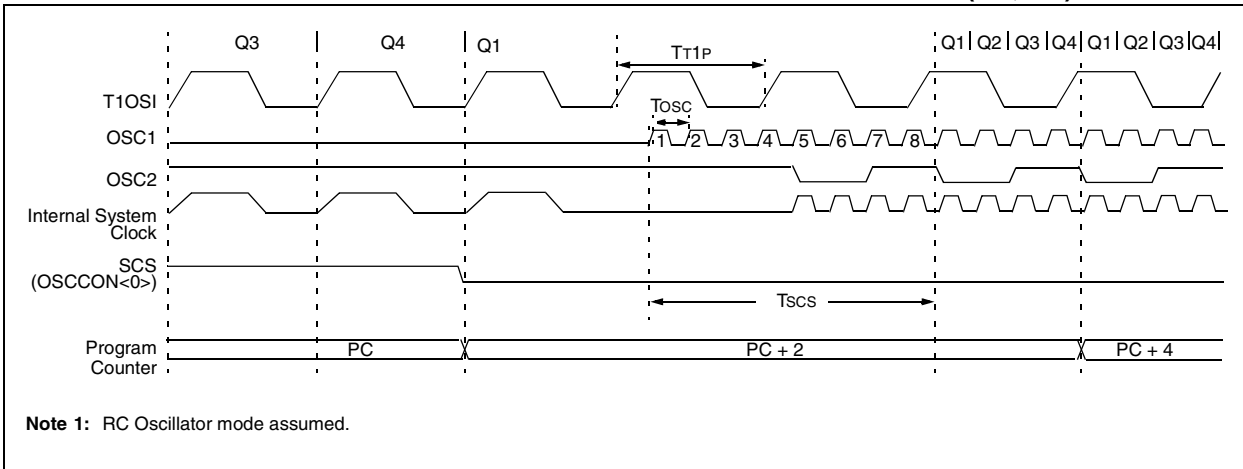 Q3 Q4 Q1 TT1P Q1 Q2 Q3 Q4 Q1 Q2 Q3 Q4
T1OSI
TOSC
OSC1 1 2 3 4 5 6 7 8
OSC2
Internal System
Clock
SCS
(OSCCON<0>)
TSCS
Program
Counter
PC PC + 2 PC + 4
Note 1: RC Oscillator mode assumed.